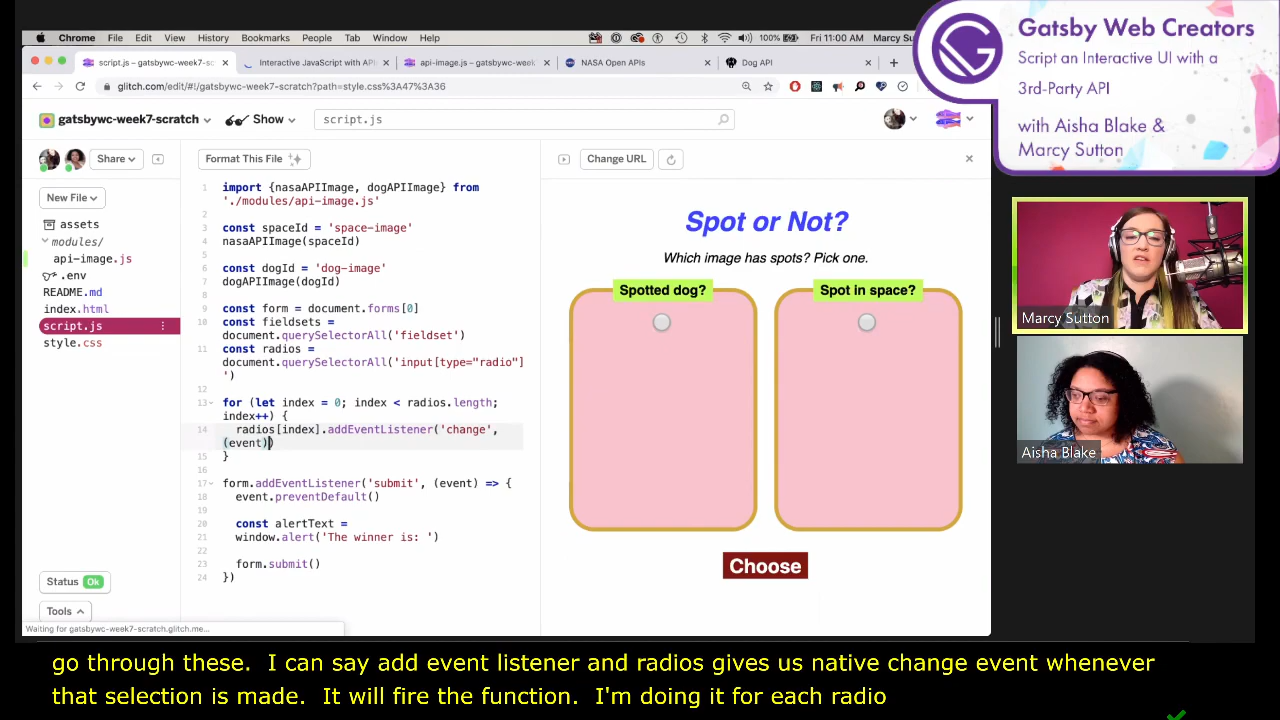 Chrome File Edit View History Bookmarks People Tab Window Help 100% Fri 11:00 AM Marcy Su
script.js – gatsbywc-week7-sc Interactive JavaScript with APIs api-image.js – gatsbywc-week NASA Open APIs Dog API
glitch.com/edit/#!/gatsbywc-week7-scratch?path=style.css%3A47%3A36
gatsbywc-week7-scratch Show script.js
Share Format This File Change URL
New File
assets
modules/
api-image.js
.env
README.md
index.html
script.js
style.css
Status Ok
Tools
Waiting for gatsbywc-week7-scratch.glitch.me...
1 import {nasaAPIImage, dogAPIImage} from
'./modules/api-image.js'
2
3 const spaceId = 'space-image'
4 nasaAPIImage(spaceId)
5
6 const dogId = 'dog-image'
7 dogAPIImage(dogId)
8
9 const form = document.forms[0]
10 const fieldsets =
document.querySelectorAll('fieldset')
11 const radios =
document.querySelectorAll('input[type="radio"]
')
12
13 for (let index = 0; index < radios.length;
index++) {
14 radios[index].addEventListener('change',
(event))
15 }
16
17 form.addEventListener('submit', (event) => {
18 event.preventDefault()
19
20 const alertText =
21 window.alert('The winner is: ')
22
23 form.submit()
24 })
Spot or Not?
Which image has spots? Pick one.
Spotted dog? Spot in space?
Choose
Gatsby Web Creators
Script an Interactive UI with a
3rd-Party API
with Aisha Blake &
Marcy Sutton
Marcy Sutton
Aisha Blake
go through these. I can say add event listener and radios gives us native change event whenever
that selection is made. It will fire the function. I'm doing it for each radio